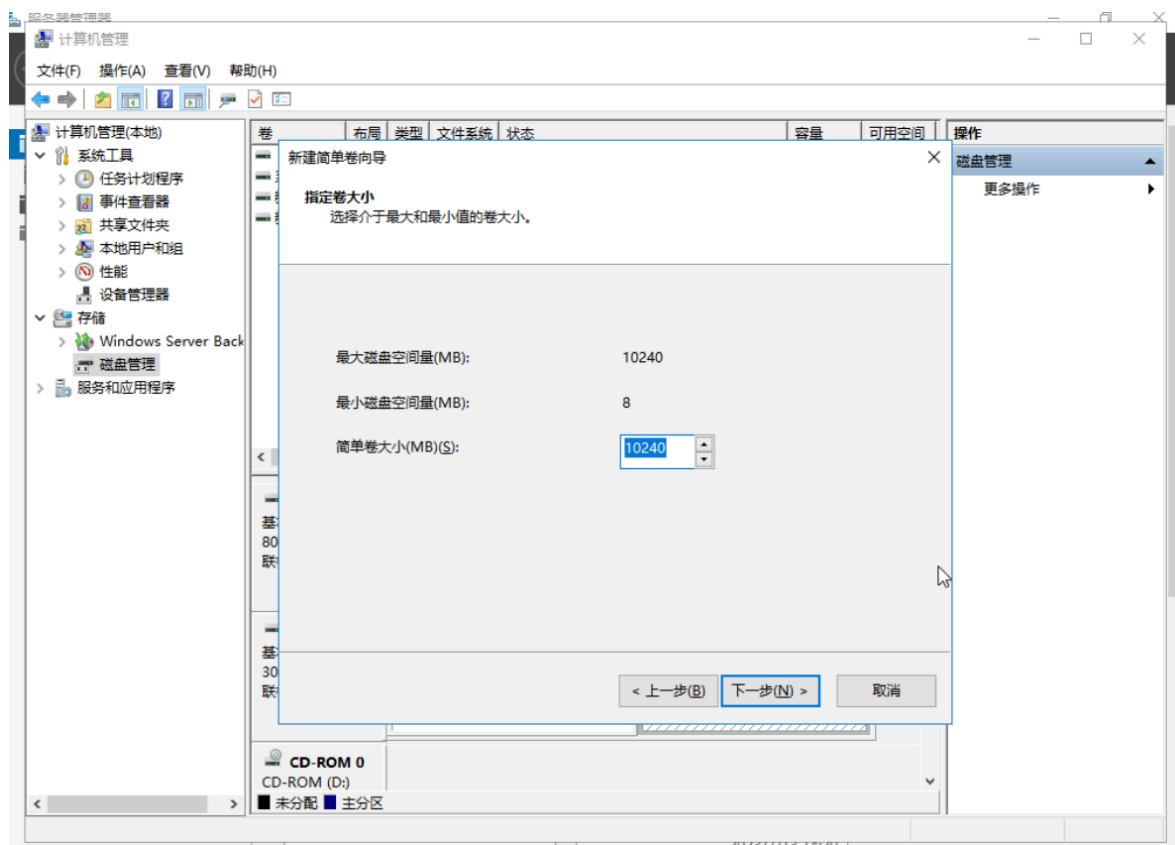 服务器管理器
计算机管理
文件(F) 操作(A) 查看(V) 帮助(H)
计算机管理(本地)
系统工具
任务计划程序
事件查看器
共享文件夹
本地用户和组
性能
设备管理器
存储
Windows Server Back
磁盘管理
服务和应用程序
卷 布局 类型 文件系统 状态 容量 可用空间
新建简单卷向导
指定卷大小
选择介于最大和最小值的卷大小。
最大磁盘空间量(MB): 10240
最小磁盘空间量(MB): 8
简单卷大小(MB)(S): 10240
< 上一步(B) 下一步(N) > 取消
80
30
CD-ROM 0
CD-ROM (D:)
未分配 主分区
操作
磁盘管理
更多操作